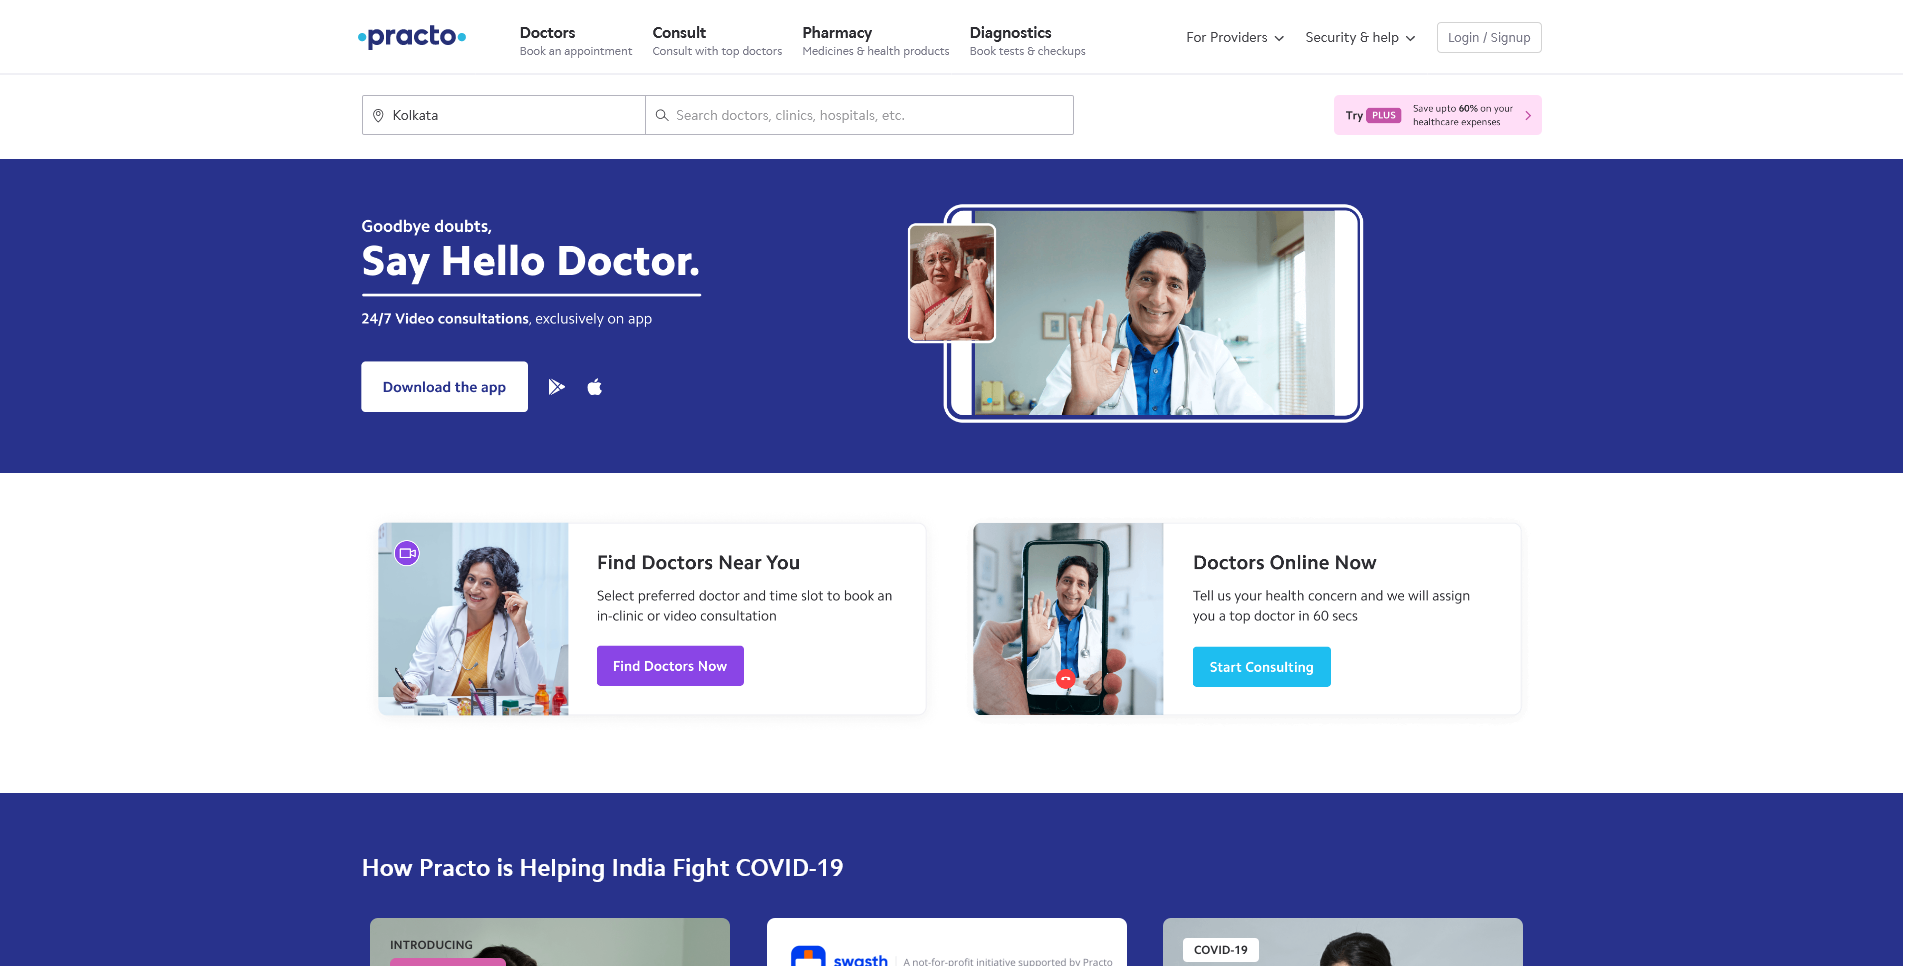 practo
Doctors
Book an appointment
Consult
Consult with top doctors
Pharmacy
Medicines & health products
Diagnostics
Book tests & checkups
For Providers
Security & help
Login / Signup
Kolkata
Search doctors, clinics, hospitals, etc.
Try PLUS
Save upto 60% on your
healthcare expenses
Goodbye doubts,
Say Hello Doctor.
24/7 Video consultations, exclusively on app
Download the app
Find Doctors Near You
Select preferred doctor and time slot to book an
in-clinic or video consultation
Find Doctors Now
Doctors Online Now
Tell us your health concern and we will assign
you a top doctor in 60 secs
Start Consulting
How Practo is Helping India Fight COVID-19
INTRODUCING
swasth
A not-for-profit initiative supported by Practo
COVID-19